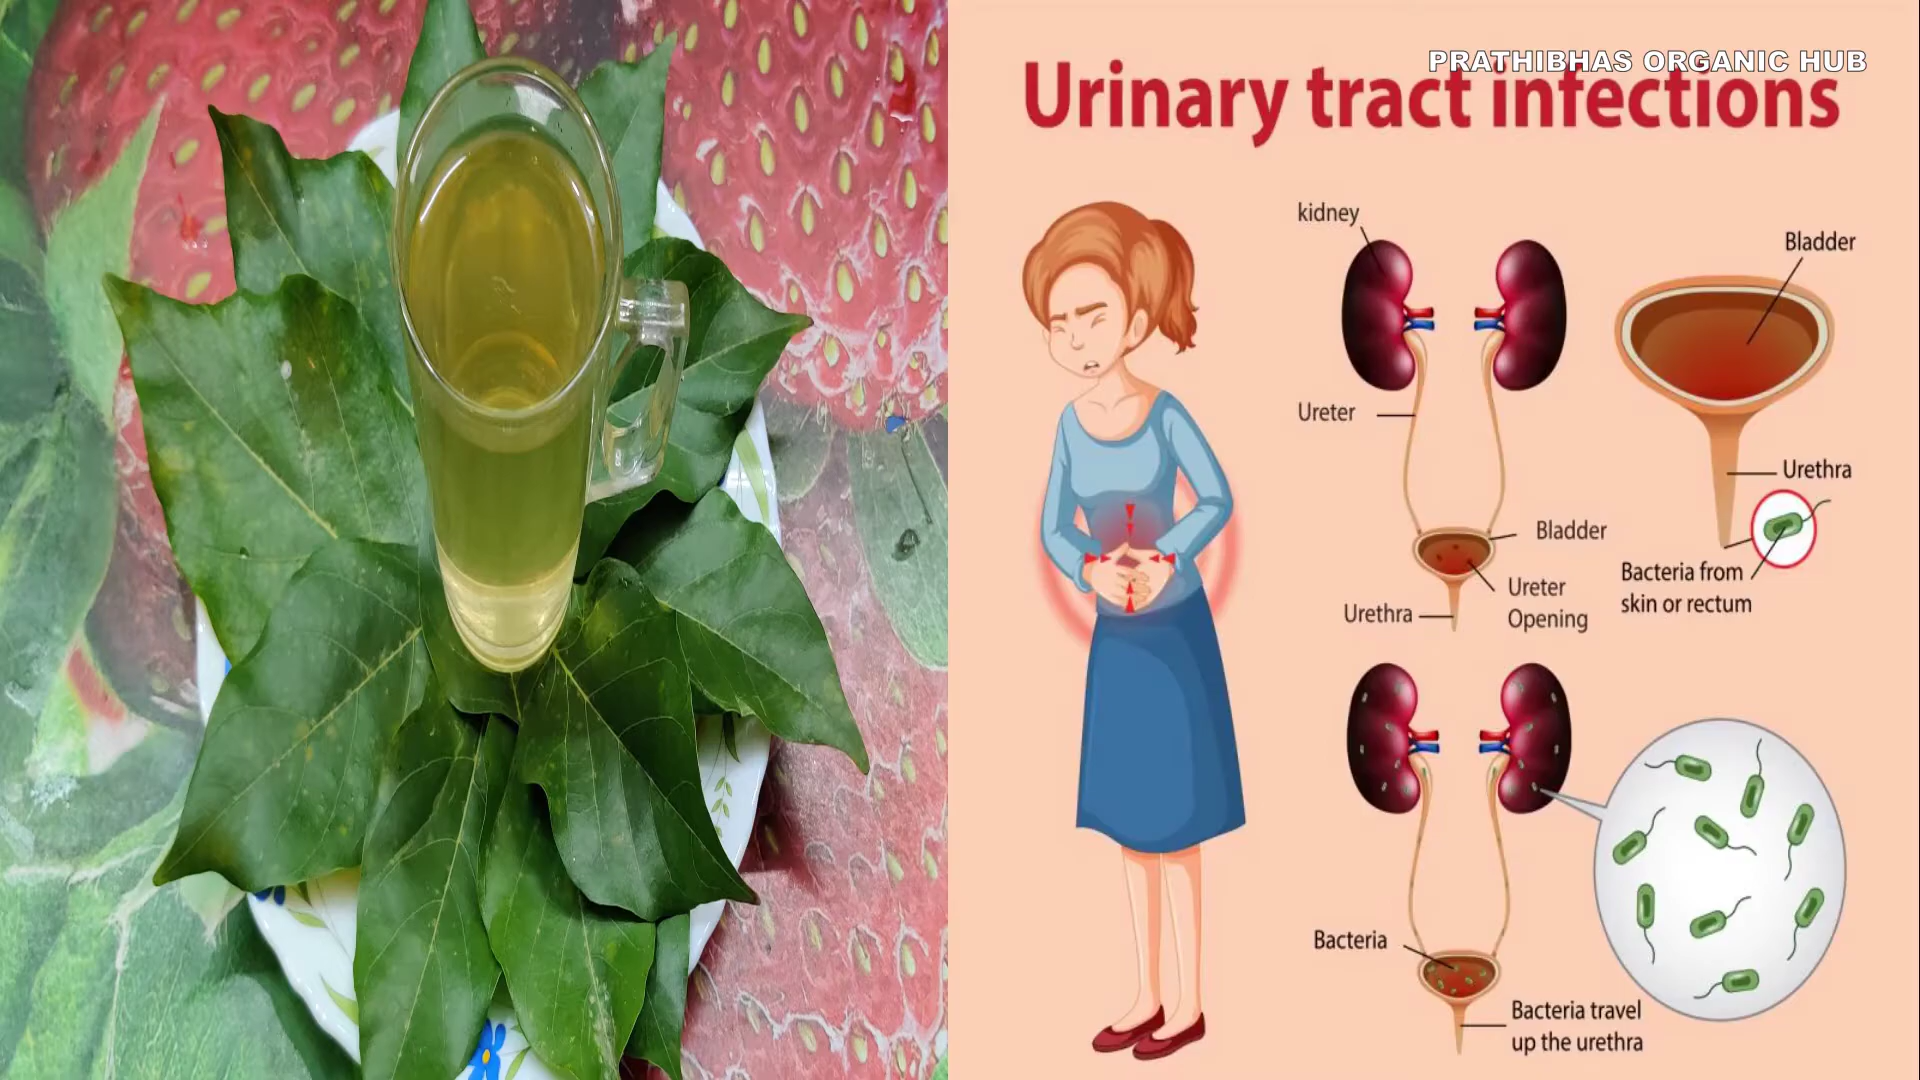 PRATHIBHAS ORGANIC HUB
Urinary tract infections
kidney
Bladder
Ureter
Urethra
Bladder
Bacteria from
skin or rectum
Ureter
Opening
Urethra
Bacteria
Bacteria travel
up the urethra